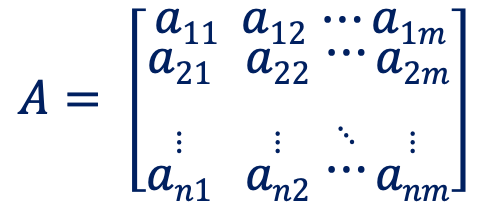 a₁₁ a₁₂ ⋯ a₁ₘ
a₂₁ a₂₂ ⋯ a₂ₘ
A =
⋮ ⋮ ⋱ ⋮
aₙ₁ aₙ₂ ⋯ aₙₘ